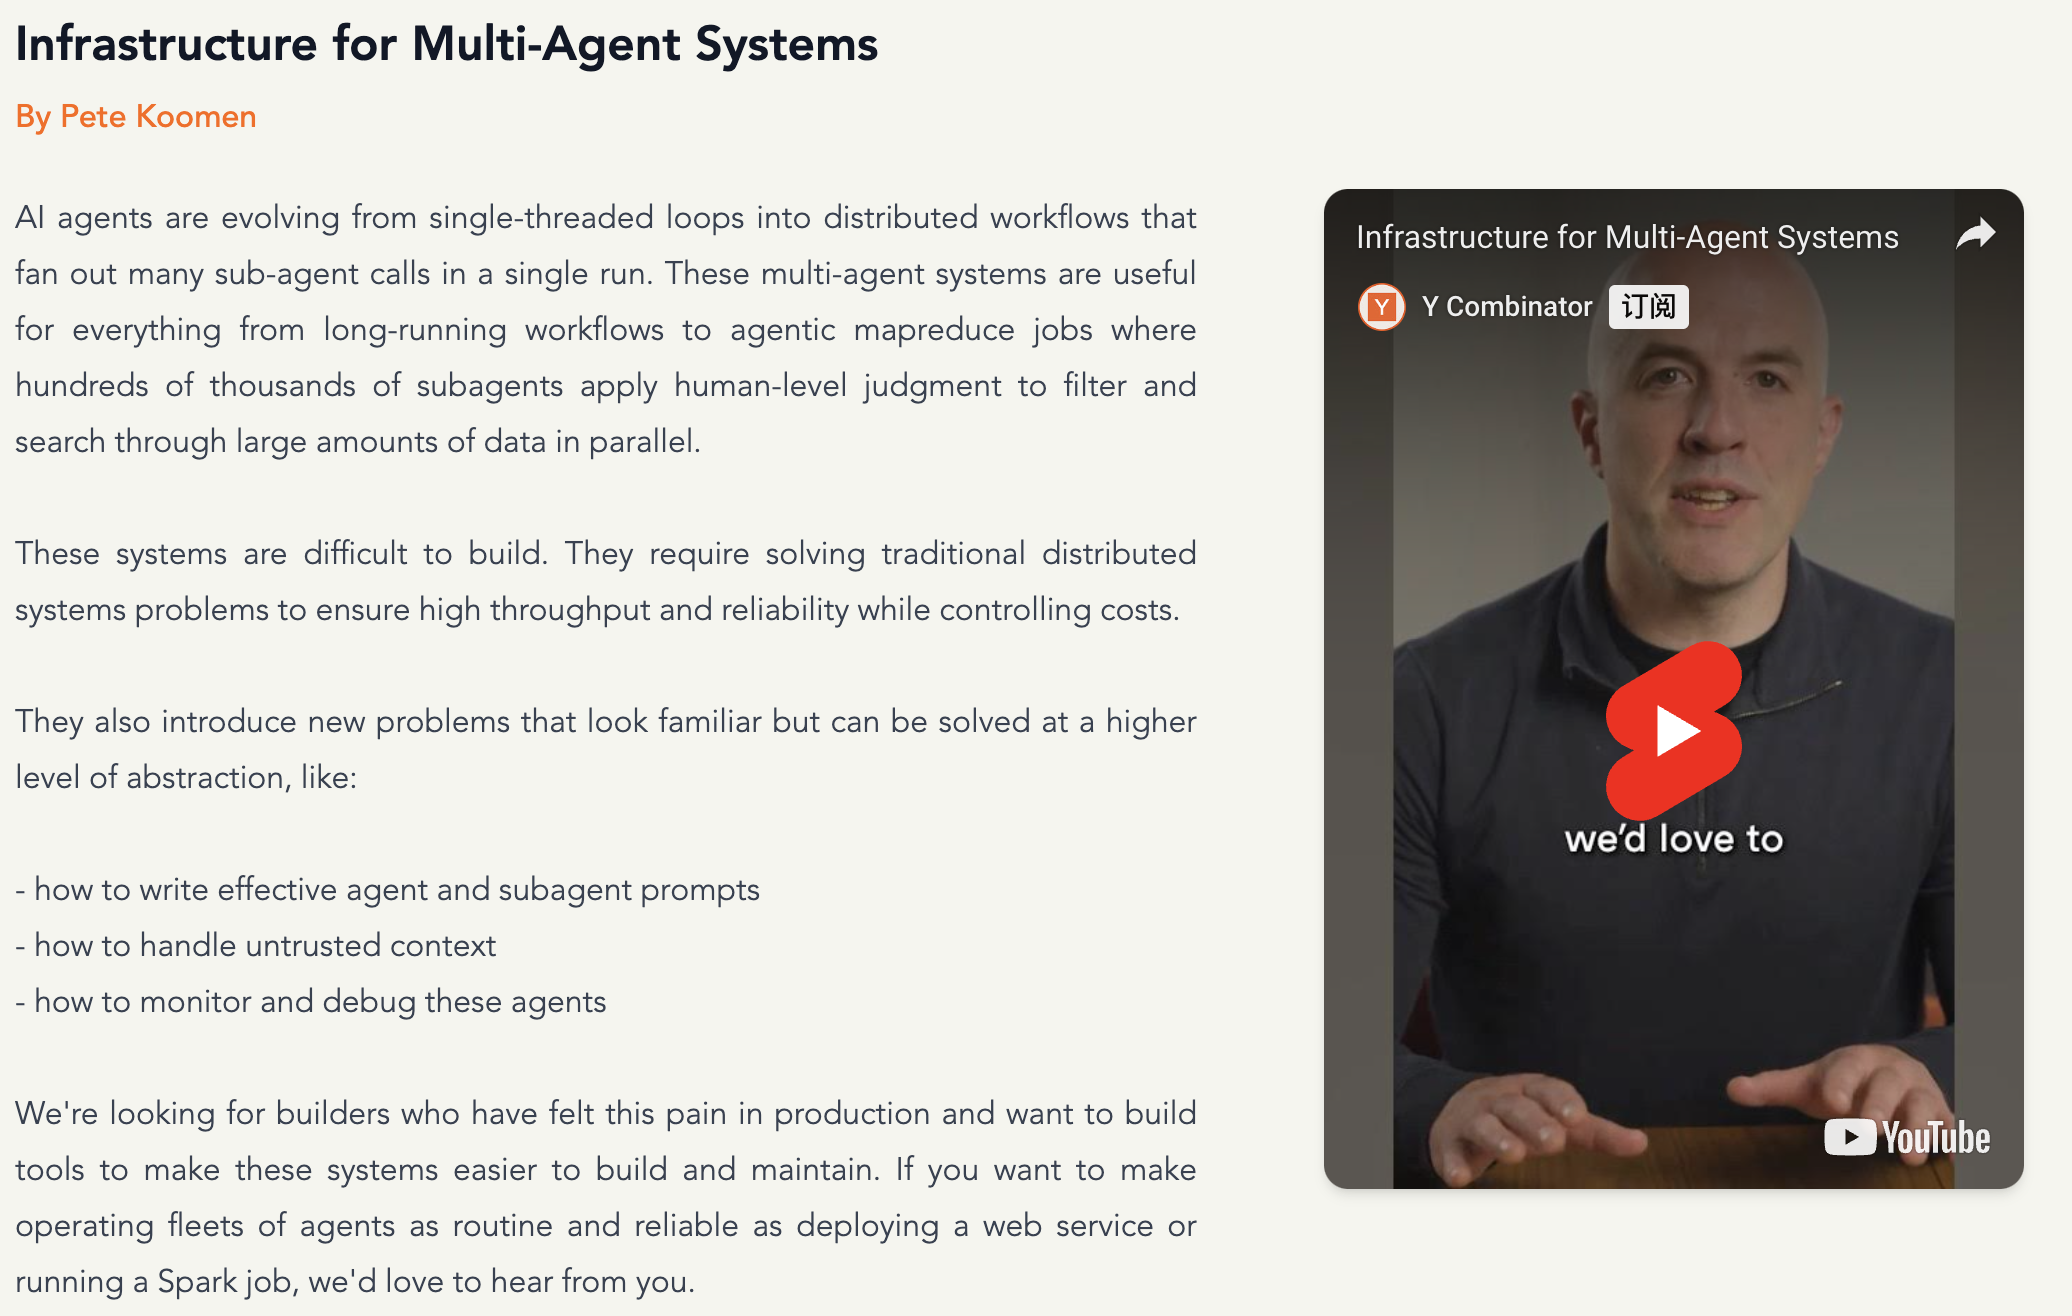 Infrastructure for Multi-Agent Systems
By Pete Koomen
AI agents are evolving from single-threaded loops into distributed workflows that
fan out many sub-agent calls in a single run. These multi-agent systems are useful
for everything from long-running workflows to agentic mapreduce jobs where
hundreds of thousands of subagents apply human-level judgment to filter and
search through large amounts of data in parallel.
These systems are difficult to build. They require solving traditional distributed
systems problems to ensure high throughput and reliability while controlling costs.
They also introduce new problems that look familiar but can be solved at a higher
level of abstraction, like:
- how to write effective agent and subagent prompts
- how to handle untrusted context
- how to monitor and debug these agents
We're looking for builders who have felt this pain in production and want to build
tools to make these systems easier to build and maintain. If you want to make
operating fleets of agents as routine and reliable as deploying a web service or
running a Spark job, we'd love to hear from you.
Infrastructure for Multi-Agent Systems
Y
Y Combinator
订阅
we'd love to
YouTube